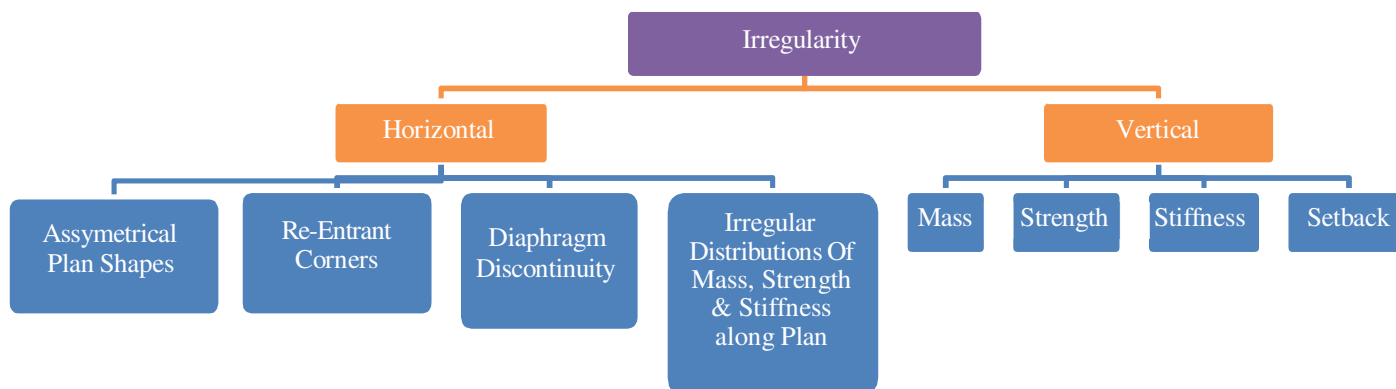 Irregularity
Horizontal
Vertical
Assymetrical
Plan Shapes
Re-Entrant
Corners
Diaphragm
Discontinuity
Irregular
Distributions Of
Mass, Strength
& Stiffness
along Plan
Mass
Strength
Stiffness
Setback